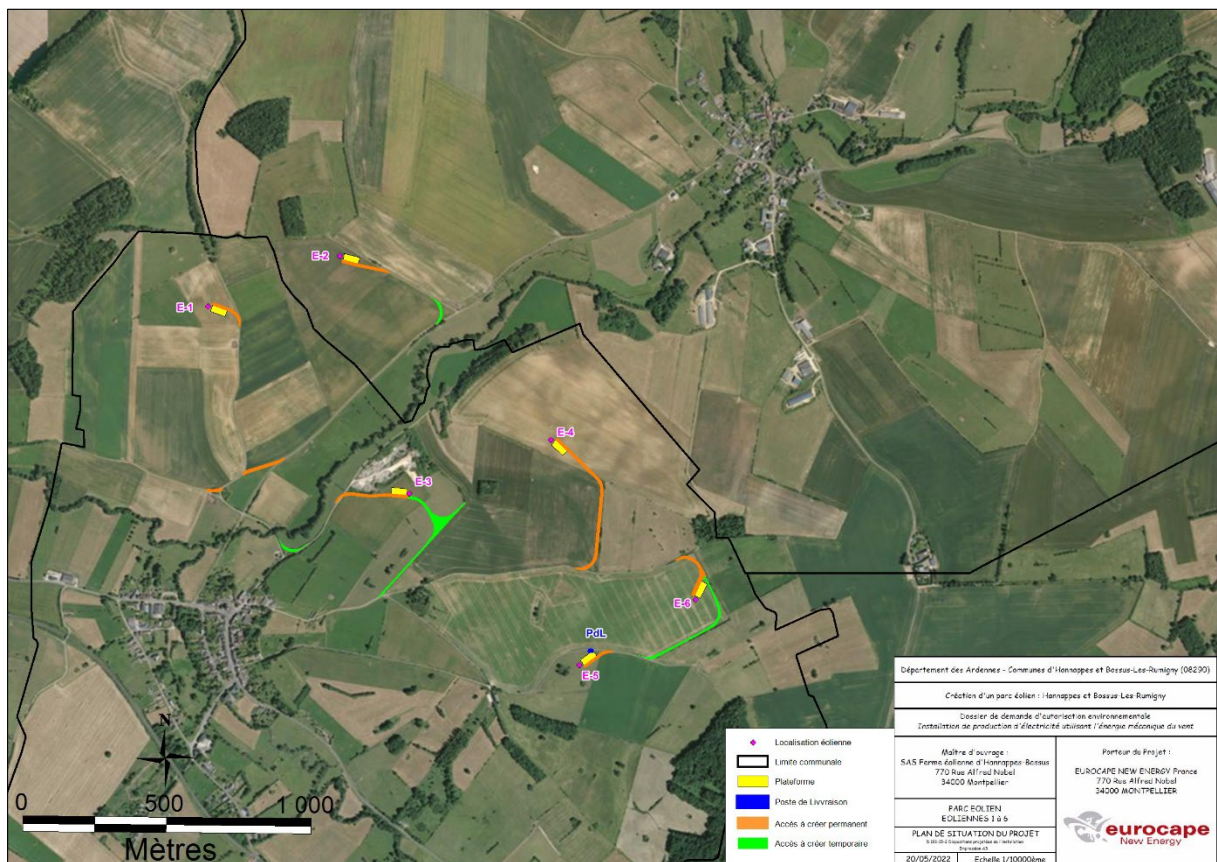 E-2
E-1
E-4
E-3
E-6
PdL
E-5
N
0 500 1 000
Mètres
Localisation éolienne
Limite communale
Plateforme
Poste de Livvraison
Accès à créer permanent
Accès à créer temporaire
Département des Ardennes - Communes d'Hannappes et Bossus-Les-Rumigny (08290)
Création d'un parc éolien : Hannappes et Bossus-Les-Rumigny
Dossier de demande d'autorisation environnementale
Installation de production d'électricité utilisant l'énergie mécanique du vent
Maître d'ouvrage :
SAS Ferme éolienne d'Hannappes-Bossus
770 Rue Alfred Nobel
34000 Montpellier
Porteur du Projet :
EUROCAPE NEW ENERGY France
770 Rue Alfred Nobel
34000 MONTPELLIER
PARC EOLIEN
EOLIENNES 1 à 6
PLAN DE SITUATION DU PROJET
20/05/2022 Echelle 1/10000ème
eurocape
New Energy